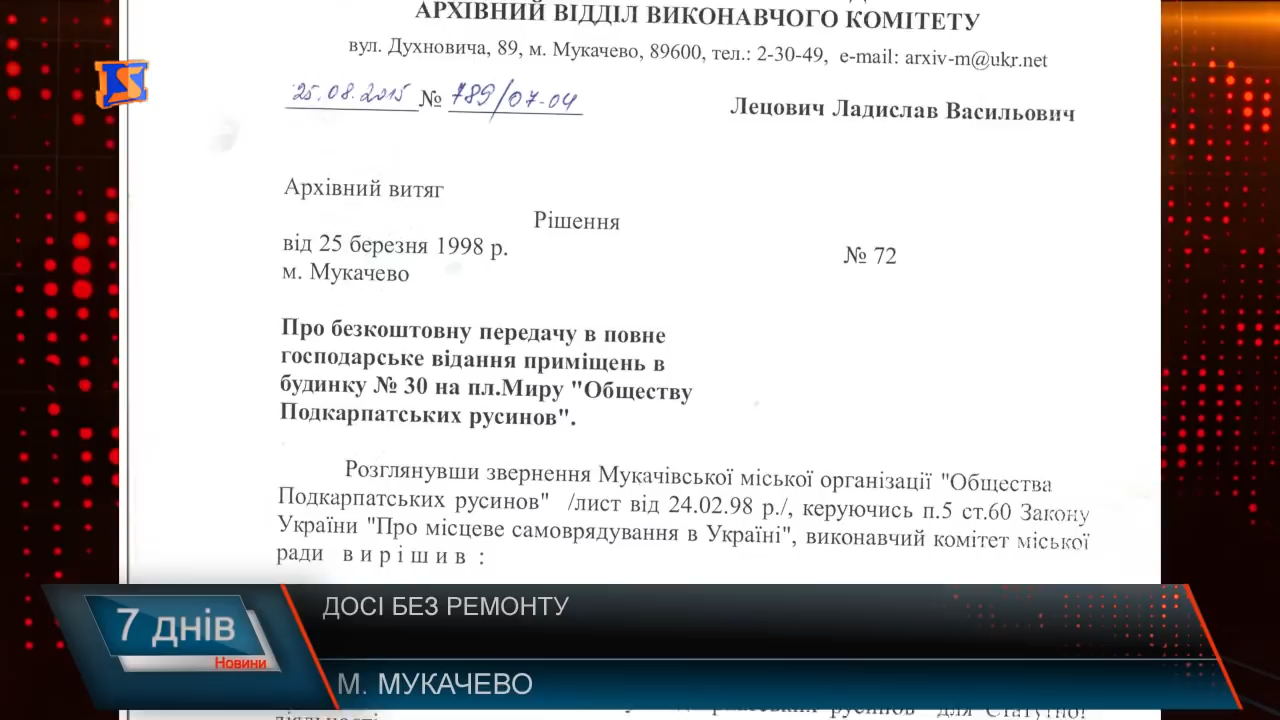 АРХІВНИЙ ВІДДІЛ ВИКОНАВЧОГО КОМІТЕТУ
вул. Духновича, 89, м. Мукачево, 89600, тел.: 2-30-49, e-mail: arxiv-m@ukr.net
25.08.2015 № 789/07-04
Лецович Ладислав Васильович
Архівний витяг
Рішення
від 25 березня 1998 р.
№ 72
м. Мукачево
Про безкоштовну передачу в повне
господарське відання приміщень в
будинку № 30 на пл.Миру "Обществу
Подкарпатських русинов".
Розглянувши звернення Мукачівської міської організації "Общества
Подкарпатських русинов" /лист від 24.02.98 р./, керуючись п.5 ст.60 Закону
України "Про місцеве самоврядування в Україні", виконавчий комітет міської
ради в и р і ш и в :
7 днів
Новини
ДОСІ БЕЗ РЕМОНТУ
М. МУКАЧЕВО
русинов" для Статутної